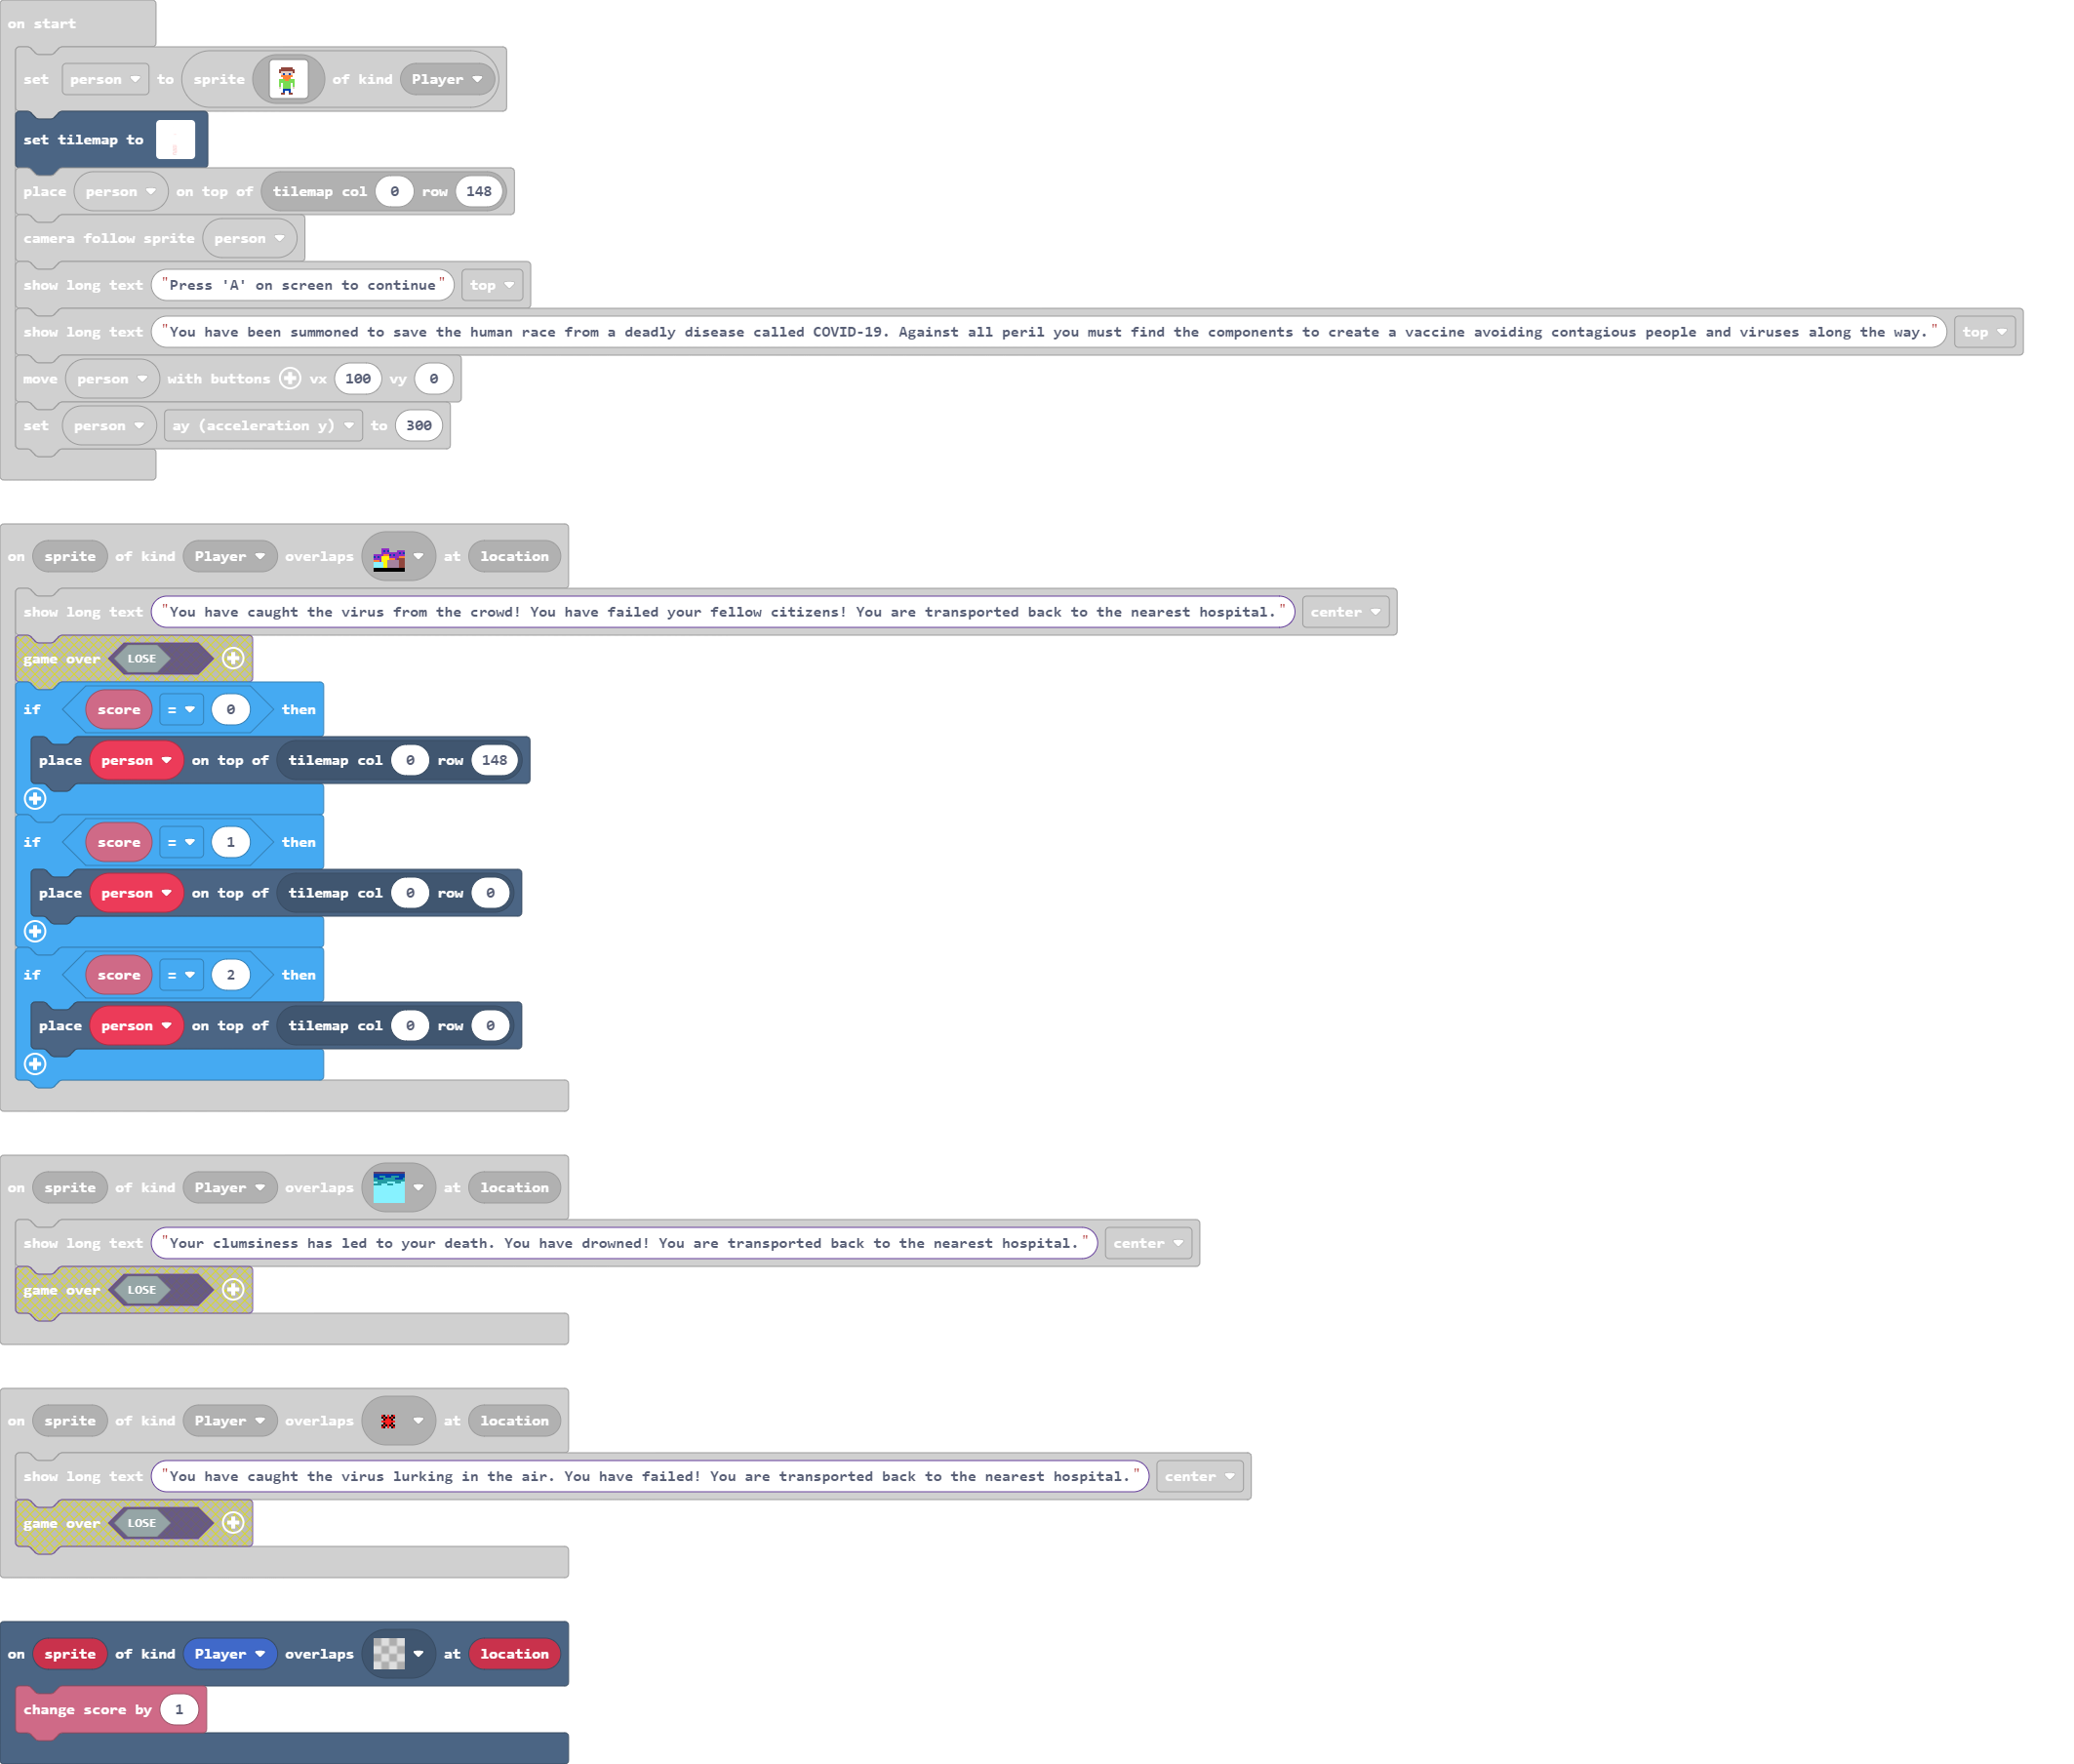 on start
set person to sprite of kind Player
set tilemap to
place person on top of tilemap col 0 row 148
camera follow sprite person
show long text "Press 'A' on screen to continue" top
show long text "You have been summoned to save the human race from a deadly disease called COVID-19. Against all peril you must find the components to create a vaccine avoiding contagious people and viruses along the way." top
move person with buttons vx 100 vy 0
set person ay (acceleration y) to 300
on sprite of kind Player overlaps at location
show long text "You have caught the virus from the crowd! You have failed your fellow citizens! You are transported back to the nearest hospital." center
game over LOSE
if score = 0 then
place person on top of tilemap col 0 row 148
if score = 1 then
place person on top of tilemap col 0 row 0
if score = 2 then
place person on top of tilemap col 0 row 0
on sprite of kind Player overlaps at location
show long text "Your clumsiness has led to your death. You have drowned! You are transported back to the nearest hospital." center
game over LOSE
on sprite of kind Player overlaps at location
show long text "You have caught the virus lurking in the air. You have failed! You are transported back to the nearest hospital." center
game over LOSE
on sprite of kind Player overlaps at location
change score by 1